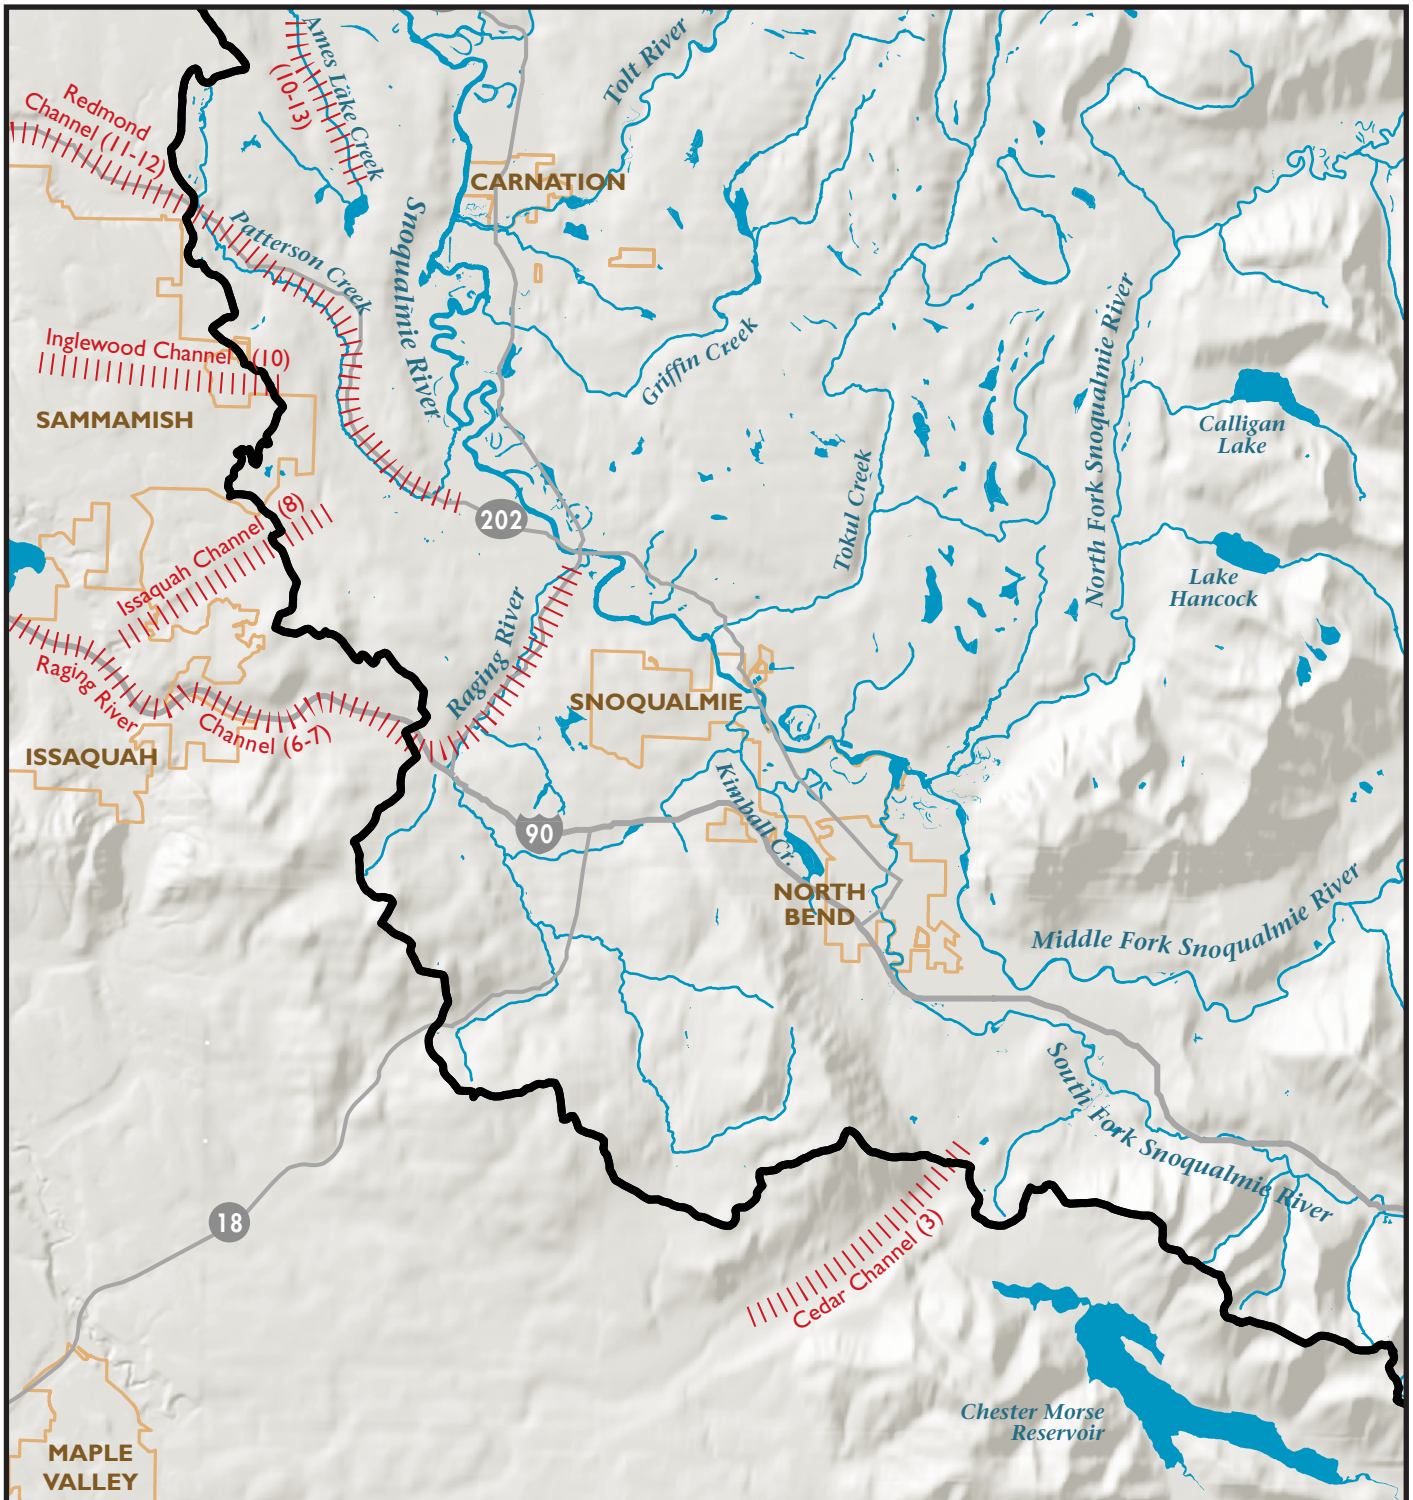 Ames Lake Creek
(10-13)
Tolt River
Redmond
Channel (11-12)
CARNATION
Patterson Creek
Snoqualmie River
Griffin Creek
North Fork Snoqualmie River
Inglewood Channel (10)
SAMMAMISH
Calligan
Lake
Tokul Creek
202
Issaquah Channel (8)
Lake
Hancock
Raging River
Raging River
Channel (6-7)
SNOQUALMIE
ISSAQUAH
Kimball Cr.
90
NORTH
BEND
Middle Fork Snoqualmie River
South Fork Snoqualmie River
18
Cedar Channel (3)
Chester Morse
Reservoir
MAPLE
VALLEY